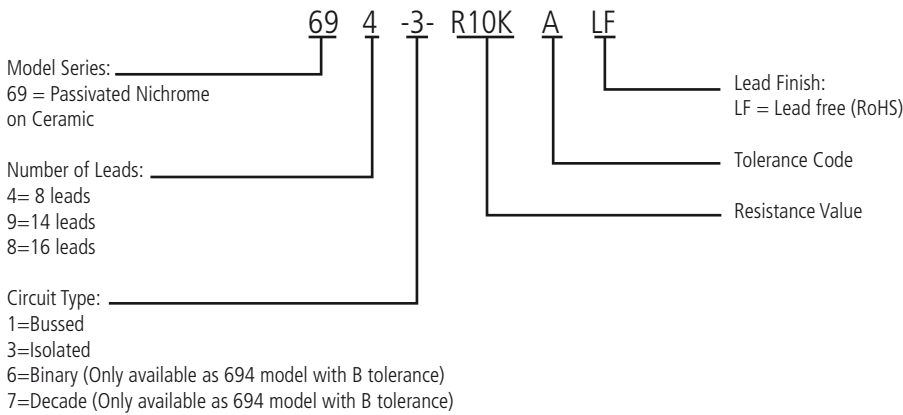 69 4 -3- R10K A LF
Model Series:
69 = Passivated Nichrome
on Ceramic
Number of Leads:
4= 8 leads
9=14 leads
8=16 leads
Circuit Type:
1=Bussed
3=Isolated
6=Binary (Only available as 694 model with B tolerance)
7=Decade (Only available as 694 model with B tolerance)
Lead Finish:
LF = Lead free (RoHS)
Tolerance Code
Resistance Value